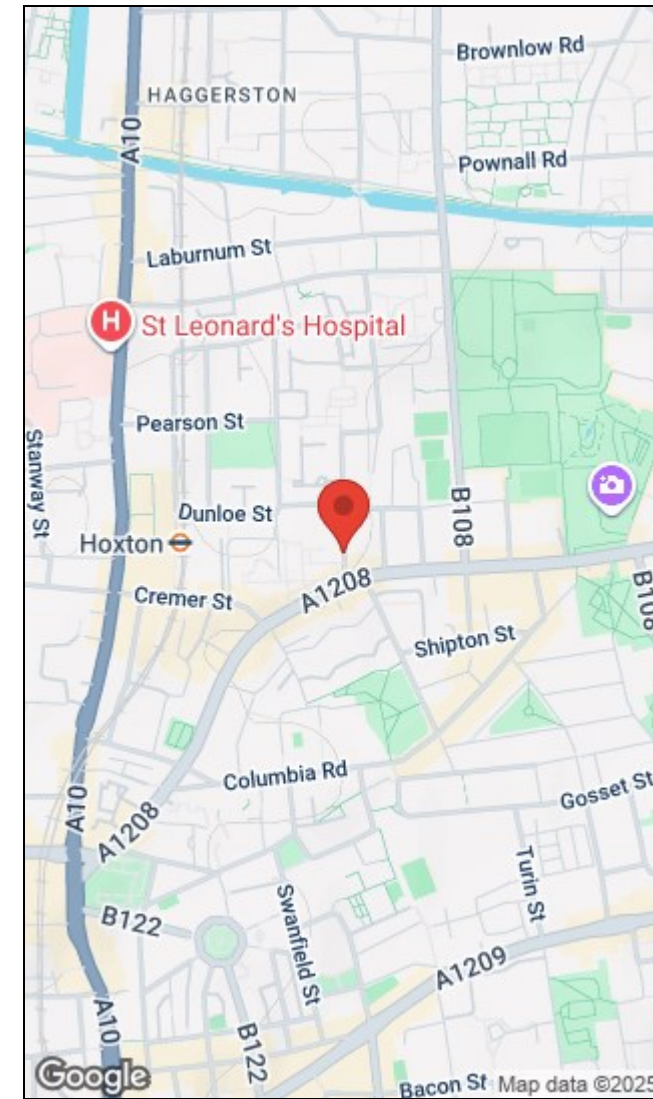 Brownlow Rd
HAGGERSTON
A10
Pownall Rd
Laburnum St
H
St Leonard's Hospital
Pearson St
Stanway St
Dunloe St
B108
Hoxton
A1208
Cremer St
B108
Shipton St
Columbia Rd
Gosset St
A10
A1208
Turin St
Swanfield St
B122
A1209
A10
B122
Google
Bacon St
Map data ©2025